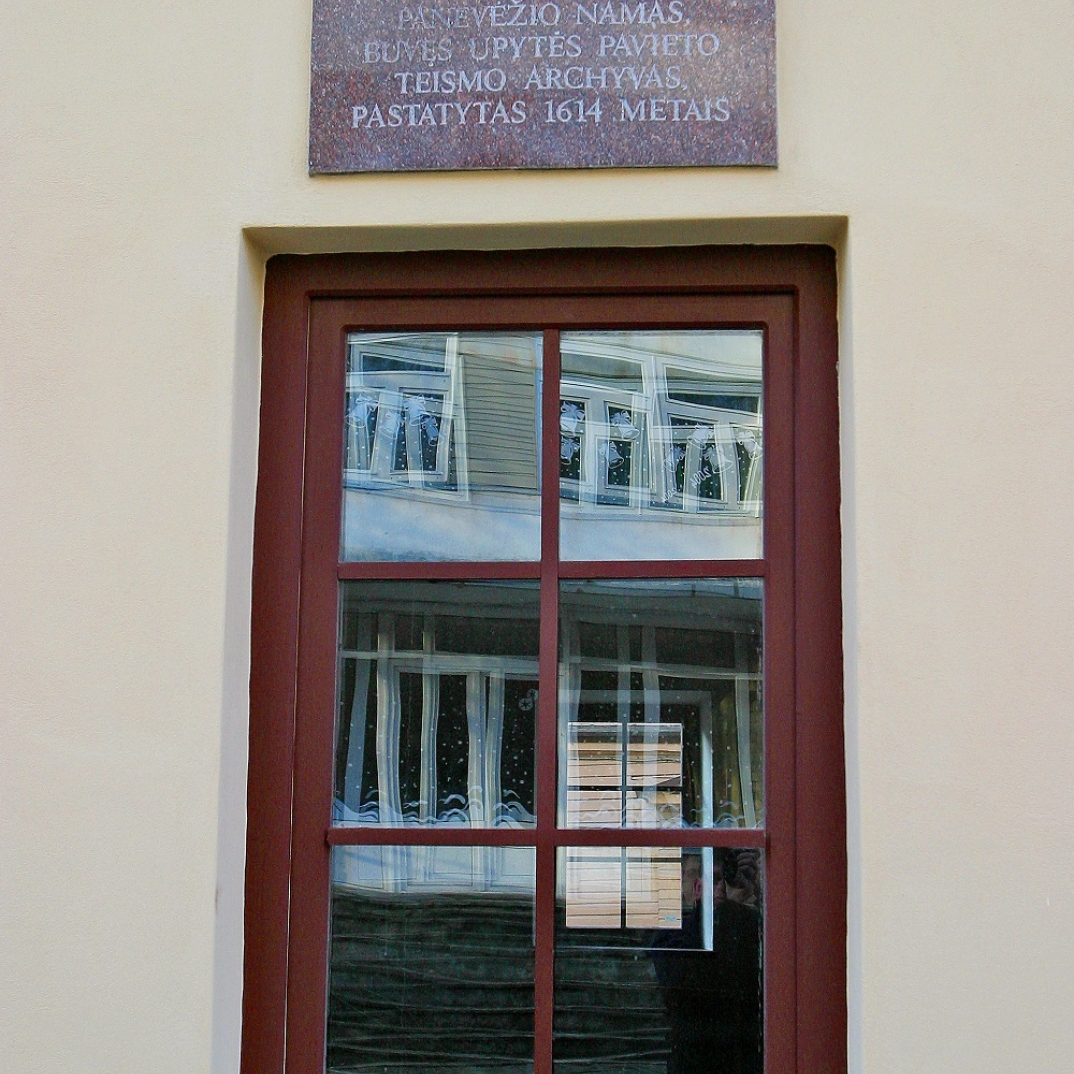 PANEVĖŽIO NAMAS,
BUVĘS UPYTĖS PAVIETO
TEISMO ARCHYVAS,
PASTATYTAS 1614 METAIS